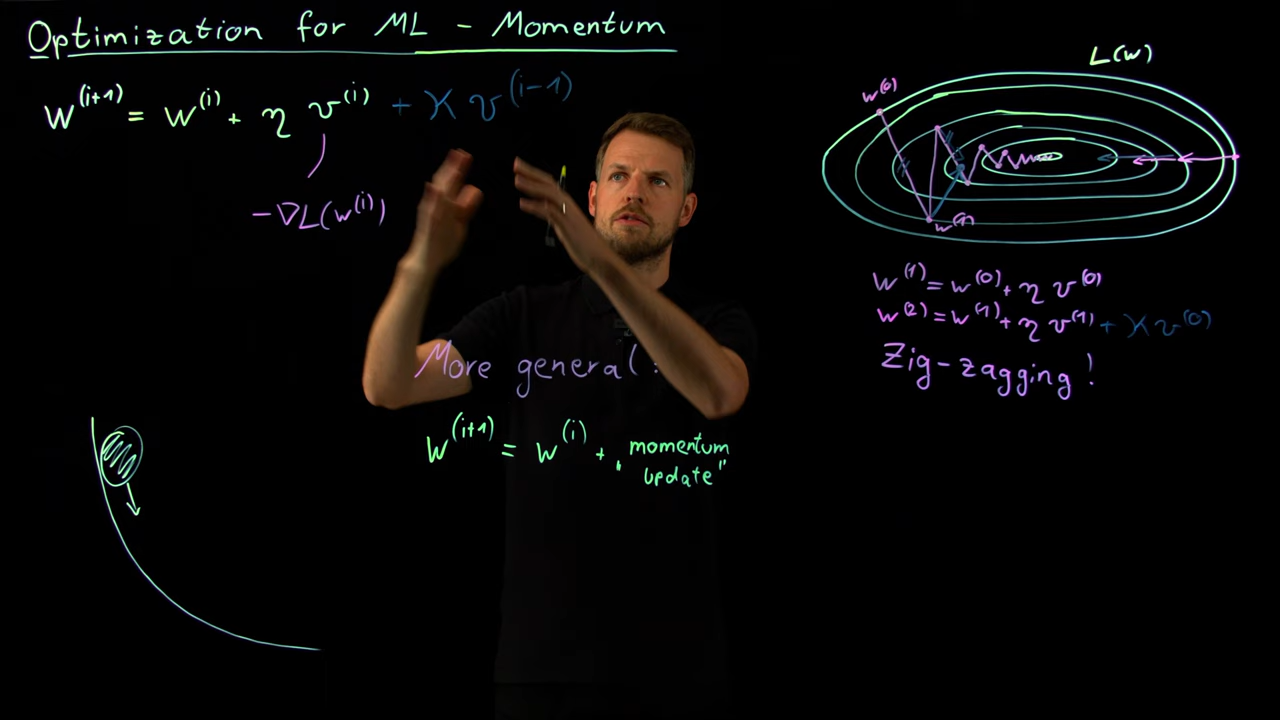 Optimization for ML - Momentum
w^(i+1) = w^(i) + η v^(i) + ϰ v^(i-1)
-∇L(w^(i))
L(w)
w^(0)
w^(1)
w^(1) = w^(0) + η v^(0)
w^(2) = w^(1) + η v^(1) + ϰ v^(0)
Zig-zagging!
More general:
w^(i+1) = w^(i) + "momentum
update"